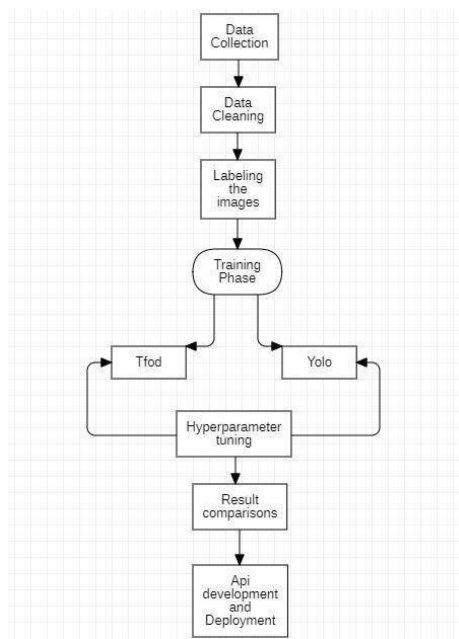 Data
Collection
Data
Cleaning
Labeling
the
images
Training
Phase
Tfod
Yolo
Hyperparameter
tuning
Result
comparisons
Api
development
and
Deployment